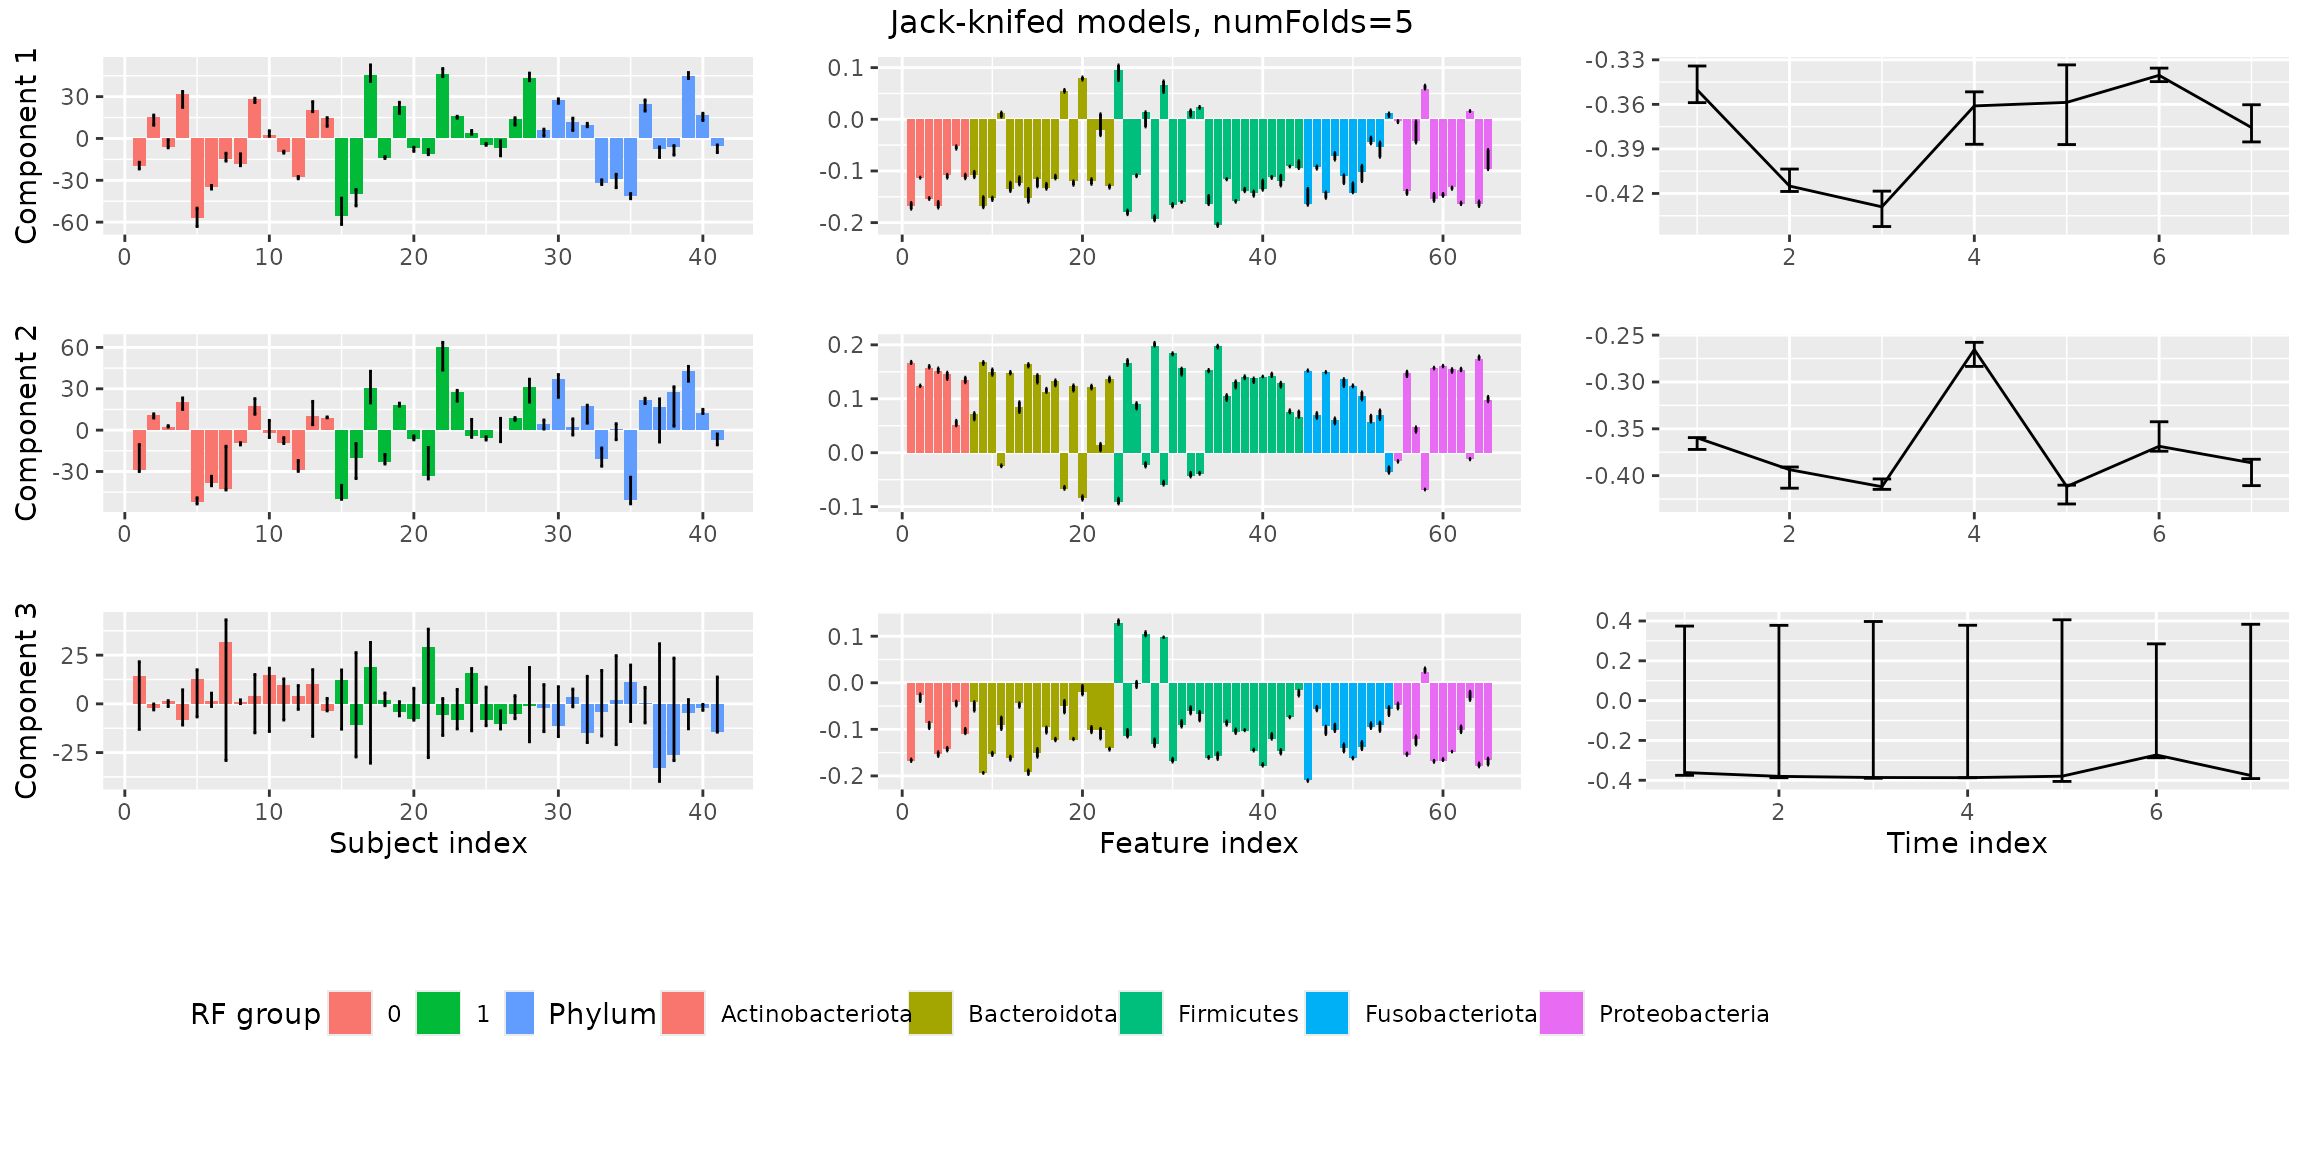 Jack-knifed models, numFolds=5
Component 1
30
0
-30
-60
0 10 20 30 40
0.1
0.0
-0.1
-0.2
0 20 40 60
-0.33
-0.36
-0.39
-0.42
2 4 6
Component 2
60
30
0
-30
0 10 20 30 40
0.2
0.1
0.0
-0.1
0 20 40 60
-0.25
-0.30
-0.35
-0.40
2 4 6
Component 3
25
0
-25
0 10 20 30 40
Subject index
0.1
0.0
-0.1
-0.2
0 20 40 60
Feature index
0.4
0.2
0.0
-0.2
-0.4
2 4 6
Time index
RF group 0 1 Phylum Actinobacteriota Bacteroidota Firmicutes Fusobacteriota Proteobacteria